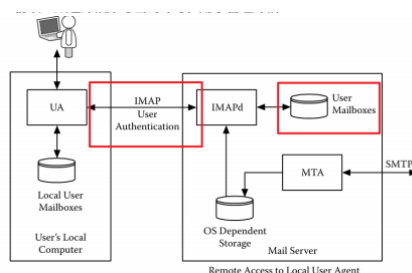 UA
IMAP
User
Authentication
IMAPd
User
Mailboxes
MTA
SMTP
Local User
Mailboxes
OS Dependent
Storage
User's Local
Computer
Mail Server
Remote Access to Local User Agent